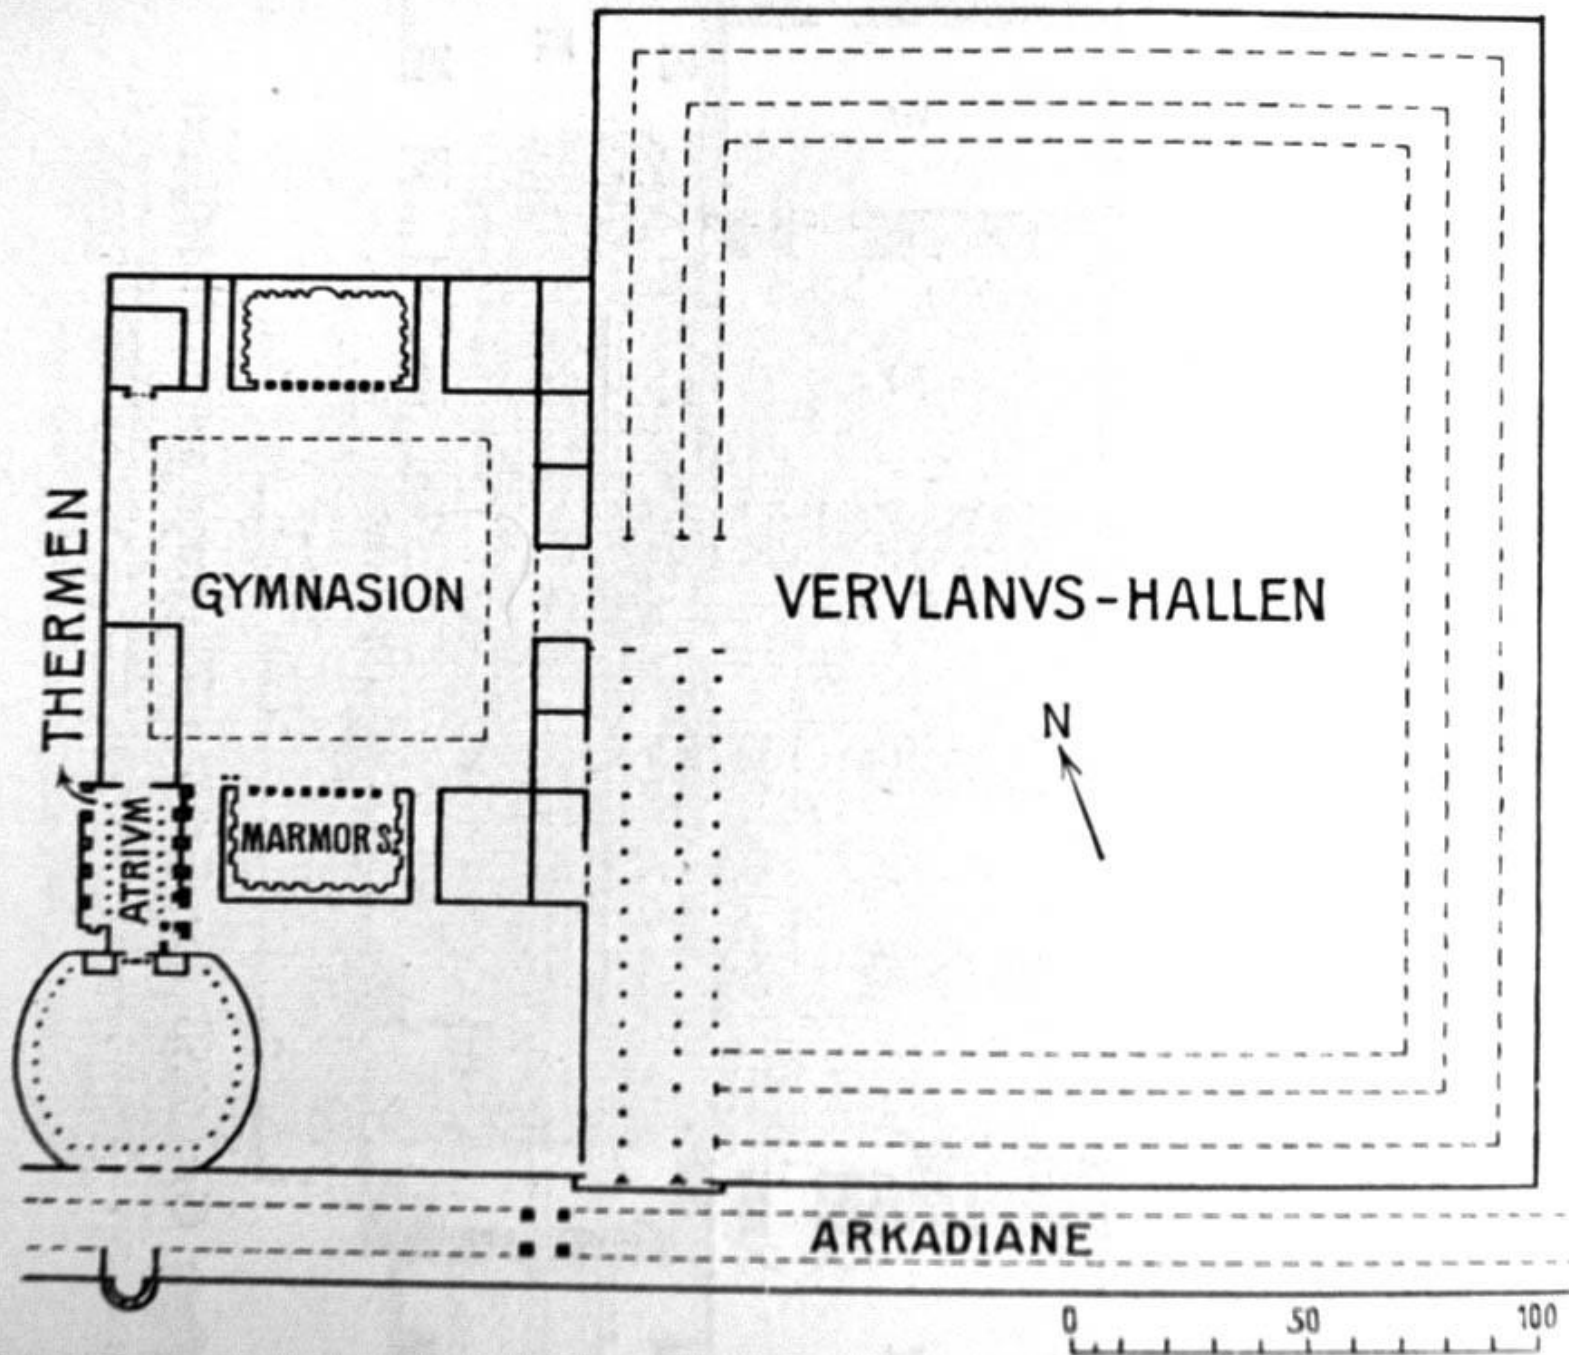 THERMEN
GYMNASION
VERVLANVS-HALLEN
N
ATRIVM
MARMOR S.
ARKADIANE
0 50 100